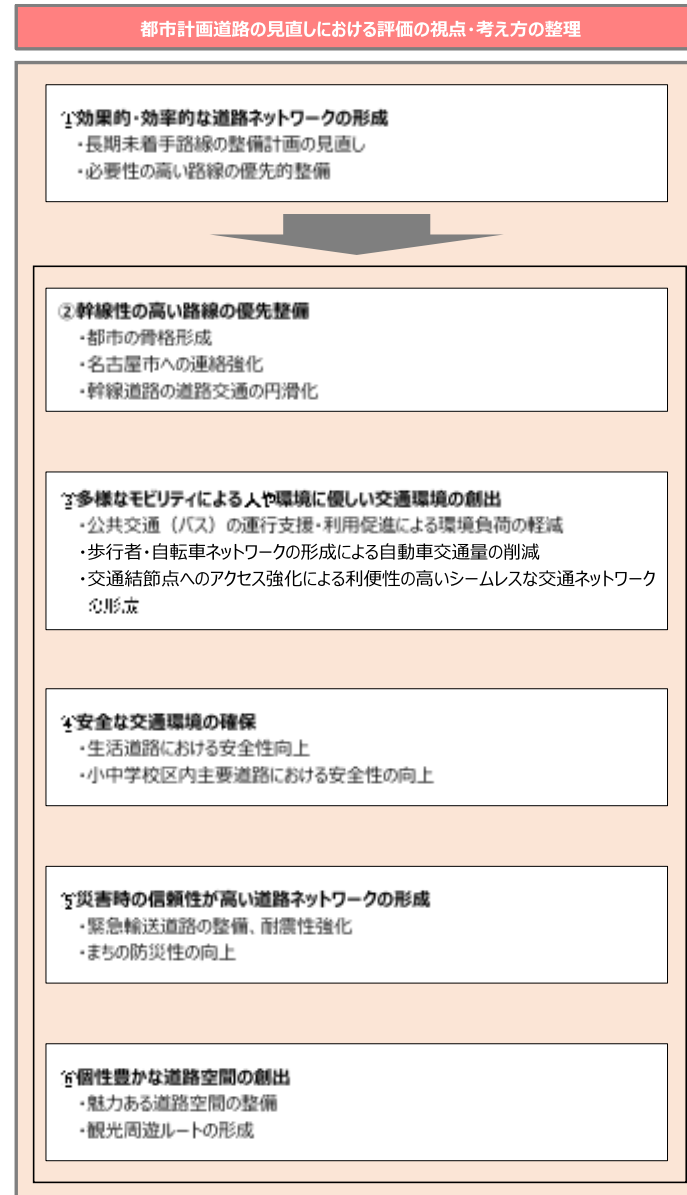 都市計画道路の見直しにおける評価の視点・考え方の整理
①効果的・効率的な道路ネットワークの形成
・長期未着手路線の整備計画の見直し
・必要性の高い路線の優先的整備
②幹線性の高い路線の優先整備
・都市の骨格形成
・名古屋市への連絡強化
・幹線道路の道路交通の円滑化
③多様なモビリティによる人や環境に優しい交通環境の創出
・公共交通（バス）の運行支援・利用促進による環境負荷の軽減
・歩行者・自転車ネットワークの形成による自動車交通量の削減
・交通結節点へのアクセス強化による利便性の高いシームレスな交通ネットワーク
の形成
④安全な交通環境の確保
・生活道路における安全性向上
・小中学校区内主要道路における安全性の向上
⑤災害時の信頼性が高い道路ネットワークの形成
・緊急輸送道路の整備、耐震性強化
・まちの防災性の向上
⑥個性豊かな道路空間の創出
・魅力ある道路空間の整備
・観光周遊ルートの形成